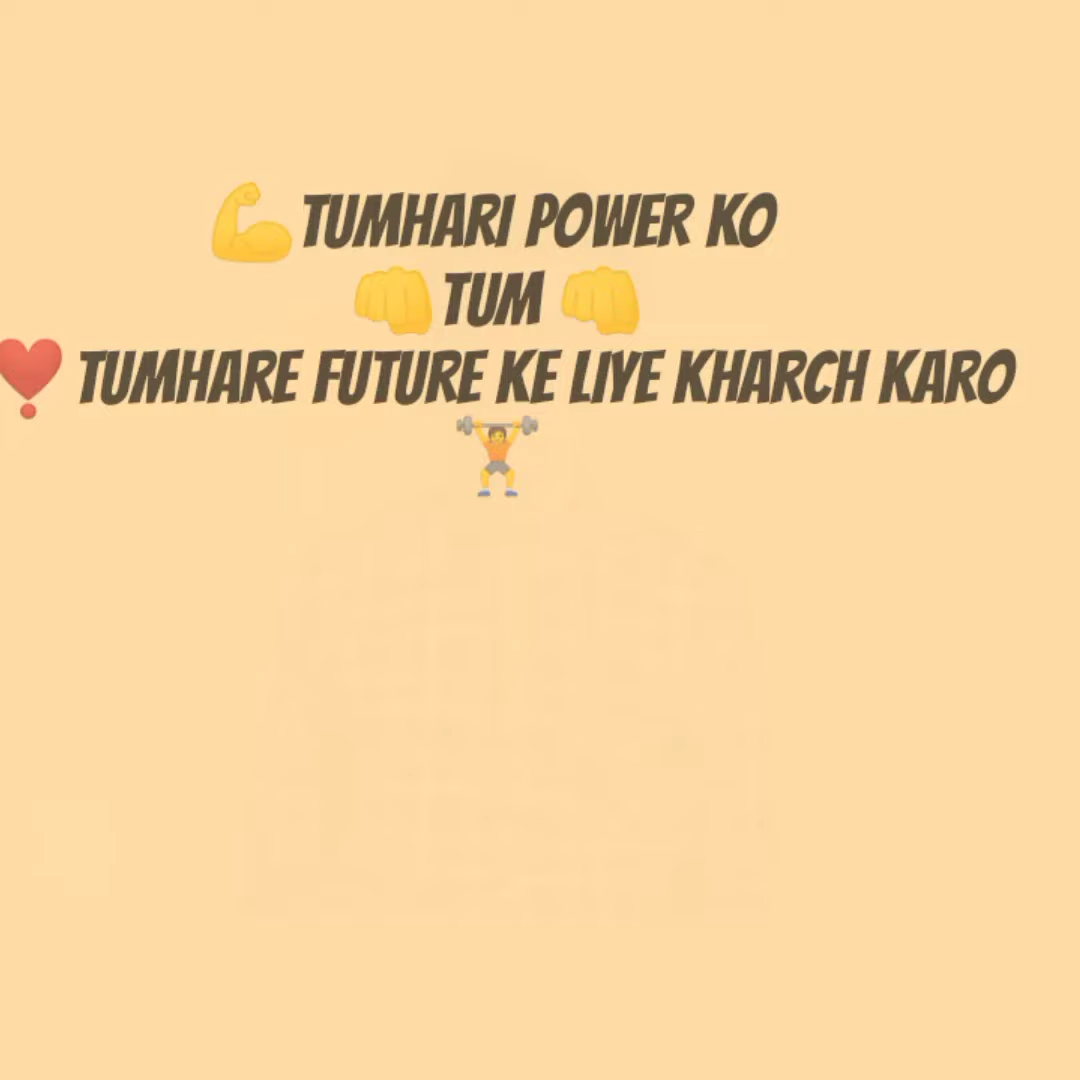 💪TUMHARI POWER KO
👊TUM 👊
❣️ TUMHARE FUTURE KE LIYE KHARCH KARO
🏋️